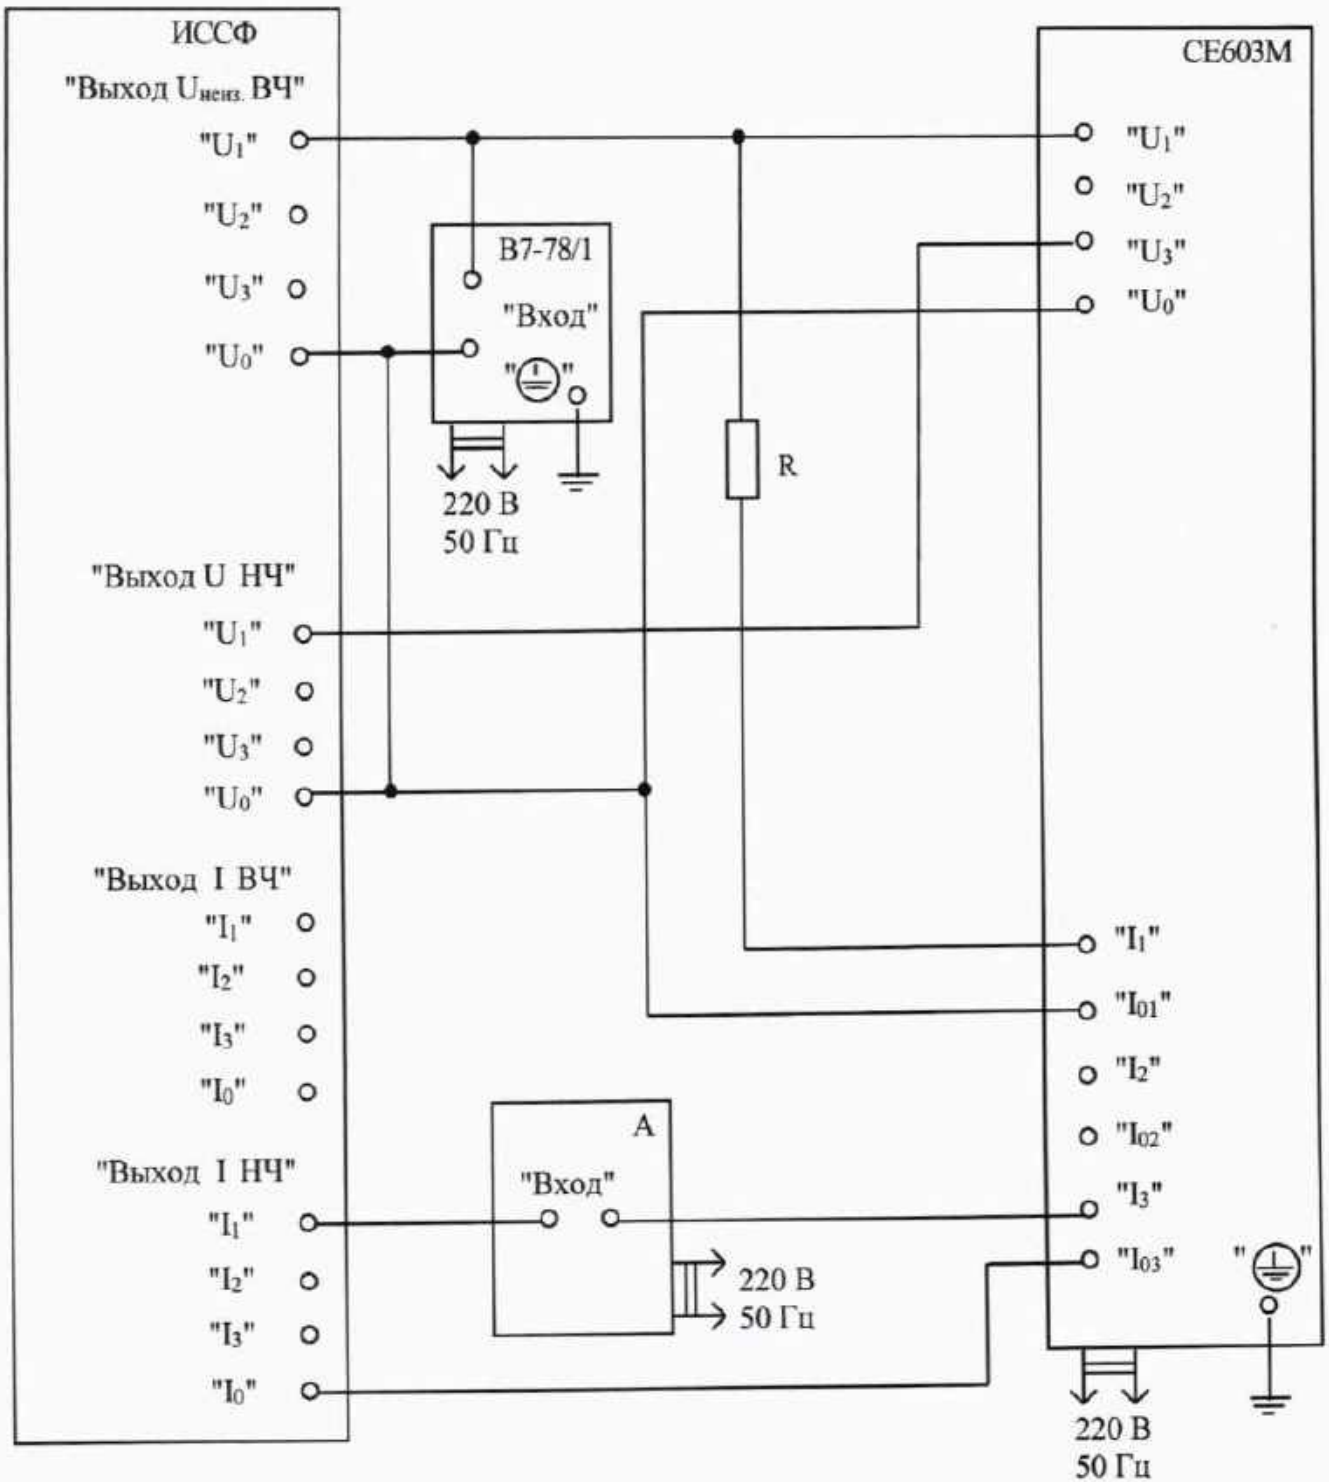 ИССФ
"Выход Uнеиз. ВЧ"
"U1"
"U2"
"U3"
"U0"
"Выход U НЧ"
"U1"
"U2"
"U3"
"U0"
"Выход I ВЧ"
"I1"
"I2"
"I3"
"I0"
"Выход I НЧ"
"I1"
"I2"
"I3"
"I0"
В7-78/1
"Вход"
" "
220 В
50 Гц
R
А
"Вход"
220 В
50 Гц
СЕ603М
"U1"
"U2"
"U3"
"U0"
"I1"
"I01"
"I2"
"I02"
"I3"
"I03"
" "
220 В
50 Гц